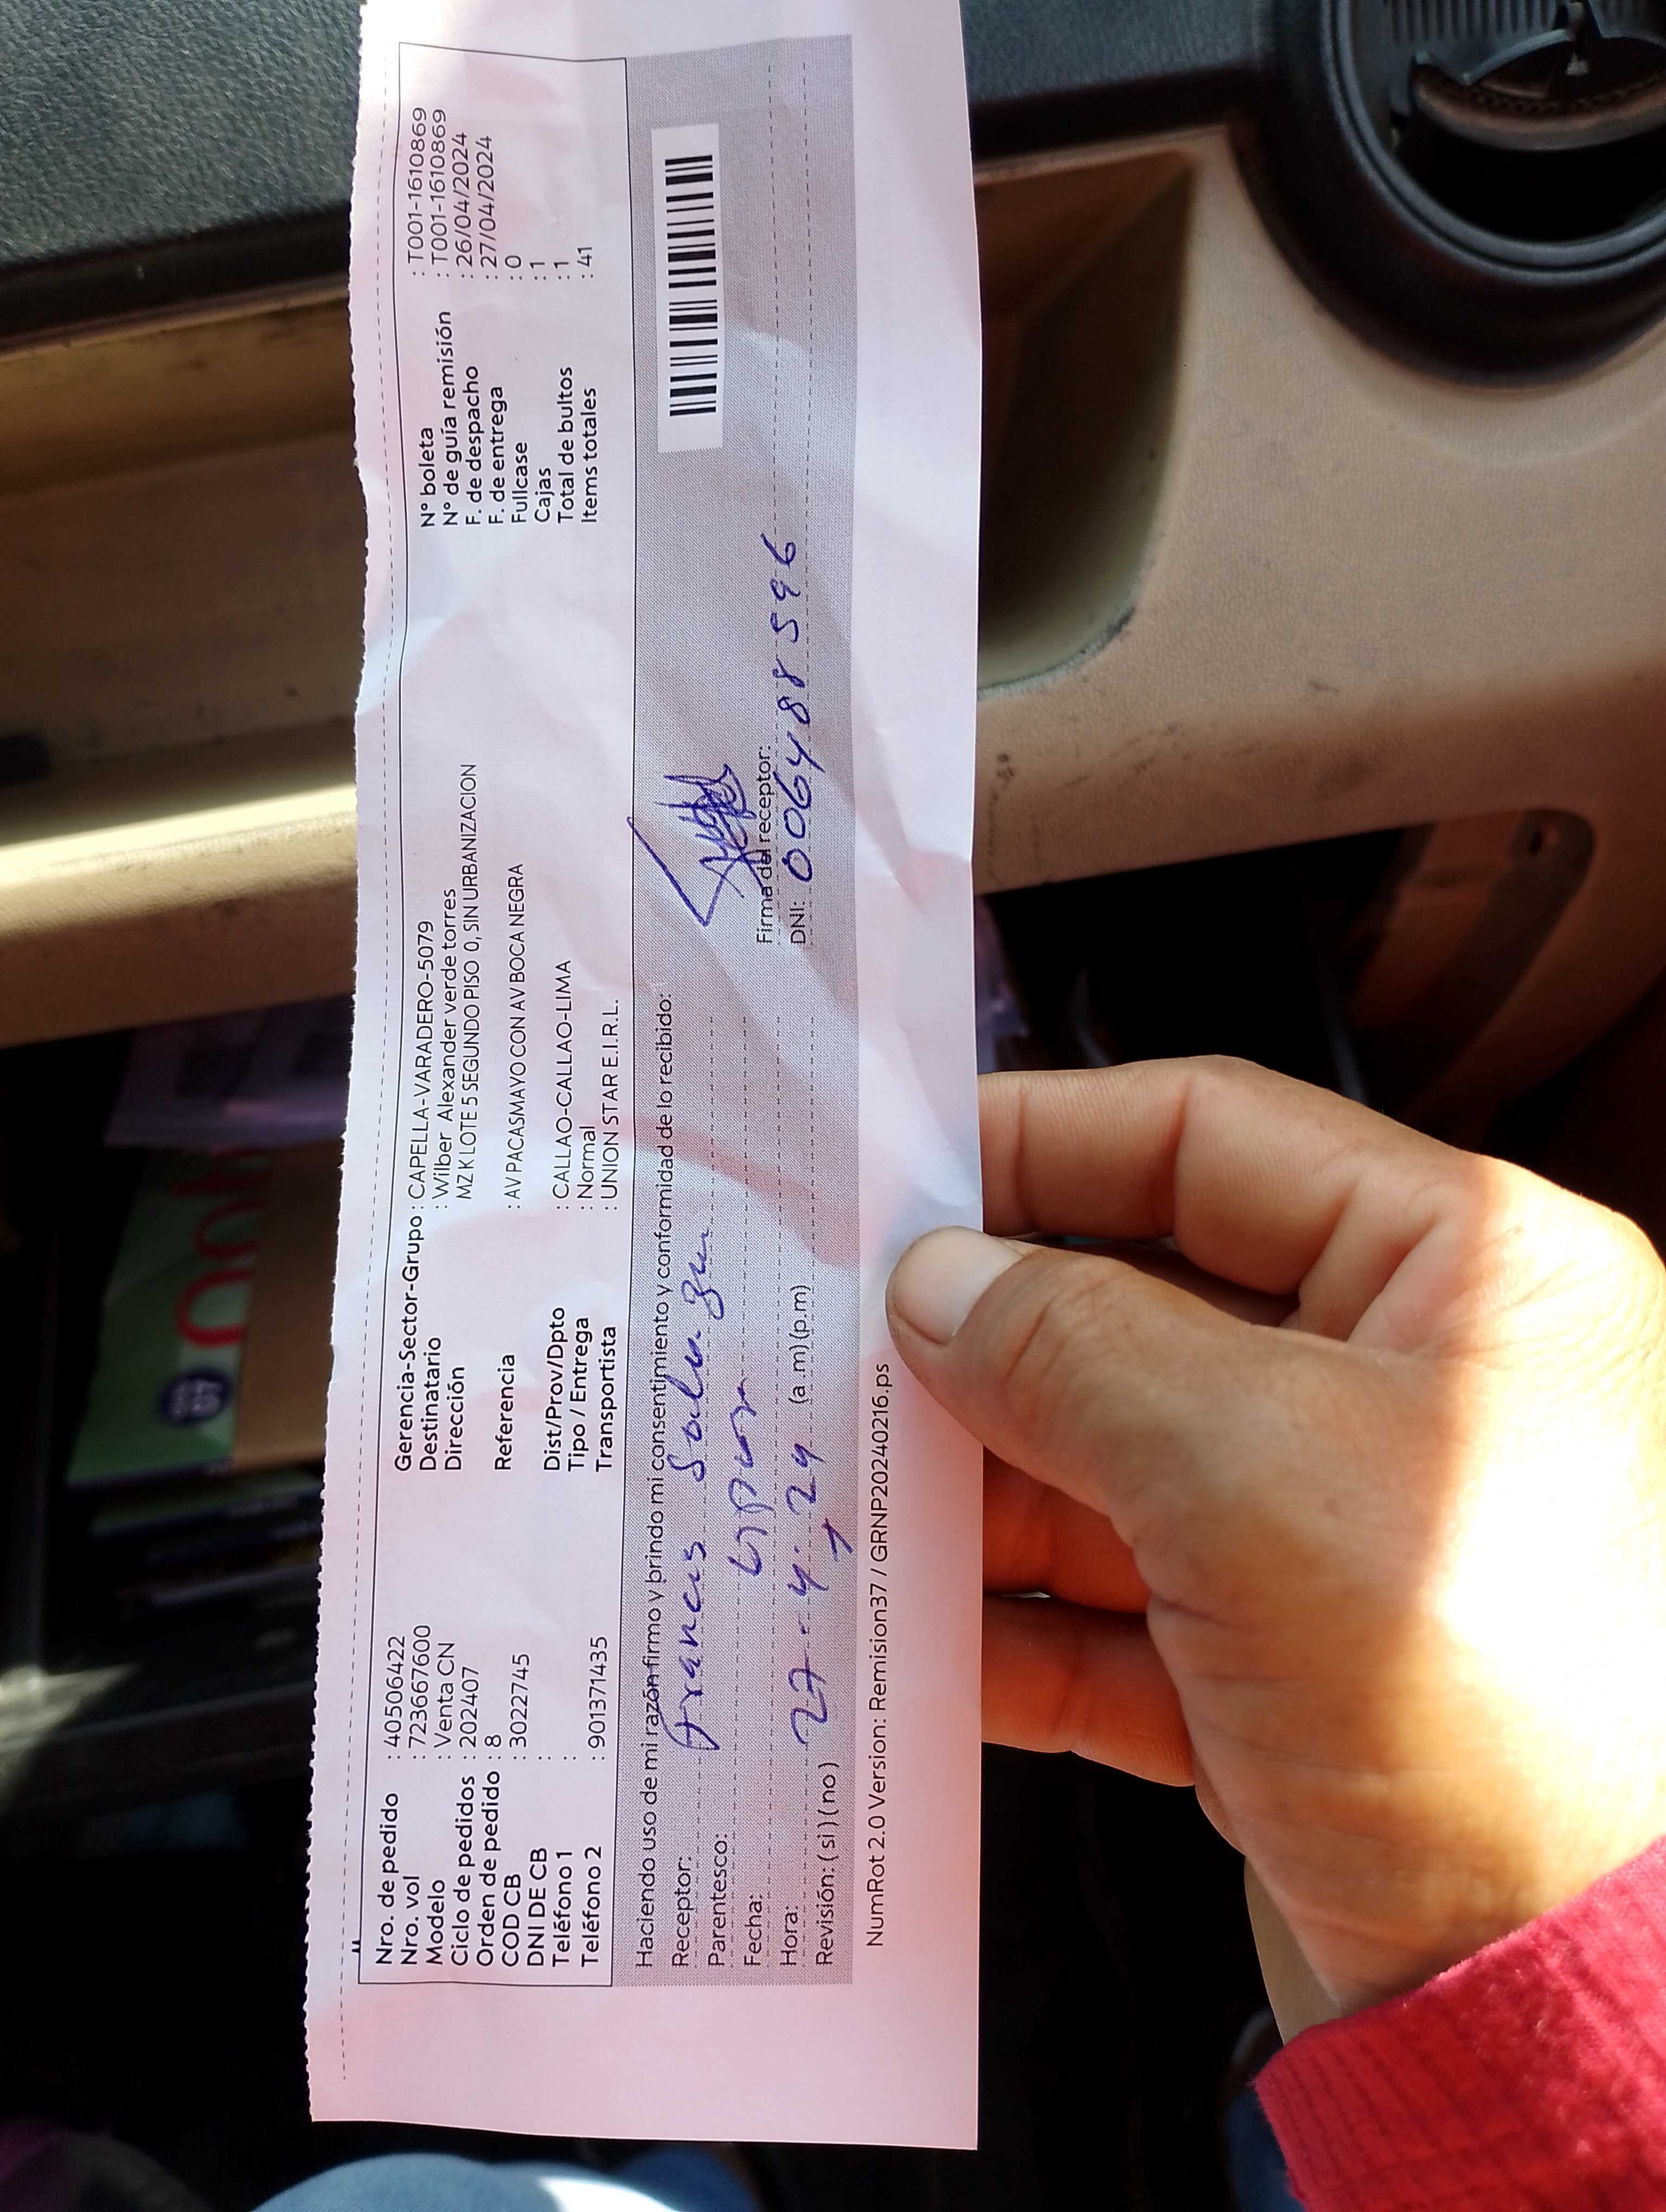 Nro. de pedido : 40506422
Nro. vol : 723667600
Modelo : Venta CN
Ciclo de pedidos : 202407
Orden de pedido : 8
COD CB : 3022745
DNI DE CB :
Teléfono 1 :
Teléfono 2 : 901371435
Gerencia-Sector-Grupo : CAPELLA-VARADERO-5079
Destinatario : Wilber Alexander verde torres
Dirección MZ K LOTE 5 SEGUNDO PISO 0, SIN URBANIZACION
Referencia : AV PACASMAYO CON AV BOCA NEGRA
Dist/Prov/Dpto : CALLAO-CALLAO-LIMA
Tipo / Entrega : Normal
Transportista : UNION STAR E.I.R.L.
N° boleta : T001-1610869
N° de guía remisión : T001-1610869
F. de despacho : 26/04/2024
F. de entrega : 27/04/2024
Fullcase : 0
Cajas : 1
Total de bultos : 1
Items totales : 41
Haciendo uso de mi razón firmo y brindo mi consentimiento y conformidad de lo recibido:
Receptor: Francis
Parentesco:
Fecha: 27-4-24
Hora: (a.m)(p.m)
Revisión: ( si ) ( no )
Firma del receptor:
DNI: 006488596
NumRot 2.0 Version: Remision37 / GRNP20240216.ps